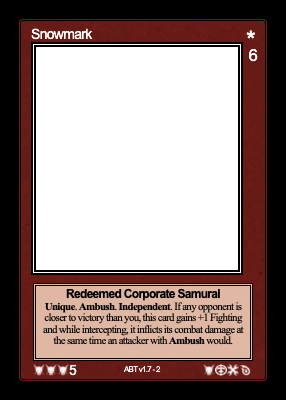 Snowmark *
6
Redeemed Corporate Samurai
Unique. Ambush. Independent. If any opponent is
closer to victory than you, this card gains +1 Fighting
and while intercepting, it inflicts its combat damage at
the same time an attacker with Ambush would.
5 ABT v1.7 - 2